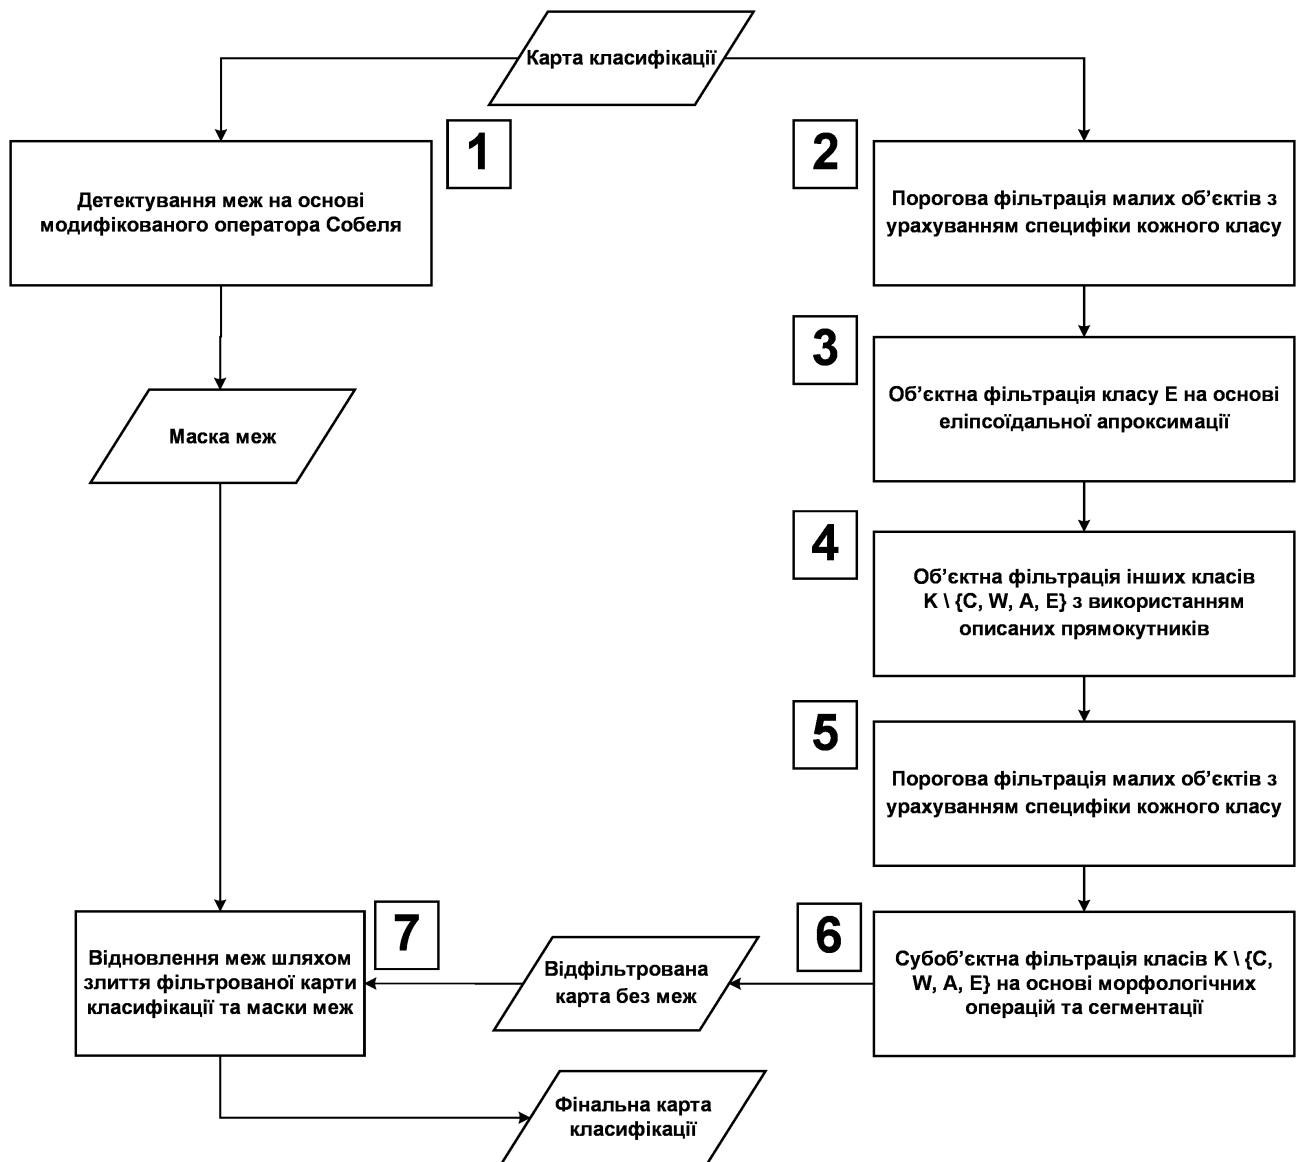 Карта класифікації
1
Детектування меж на основі
модифікованого оператора Собеля
2
Порогова фільтрація малих об’єктів з
урахуванням специфіки кожного класу
3
Об’єктна фільтрація класу Е на основі
еліпсоїдальної апроксимації
Маска меж
4
Об’єктна фільтрація інших класів
K \ {C, W, A, E} з використанням
описаних прямокутників
5
Порогова фільтрація малих об’єктів з
урахуванням специфіки кожного класу
6
Субоб’єктна фільтрація класів K \ {C,
W, A, E} на основі морфологічних
операцій та сегментації
Відфільтрована
карта без меж
7
Відновлення меж шляхом
злиття фільтрованої карти
класифікації та маски меж
Фінальна карта
класифікації